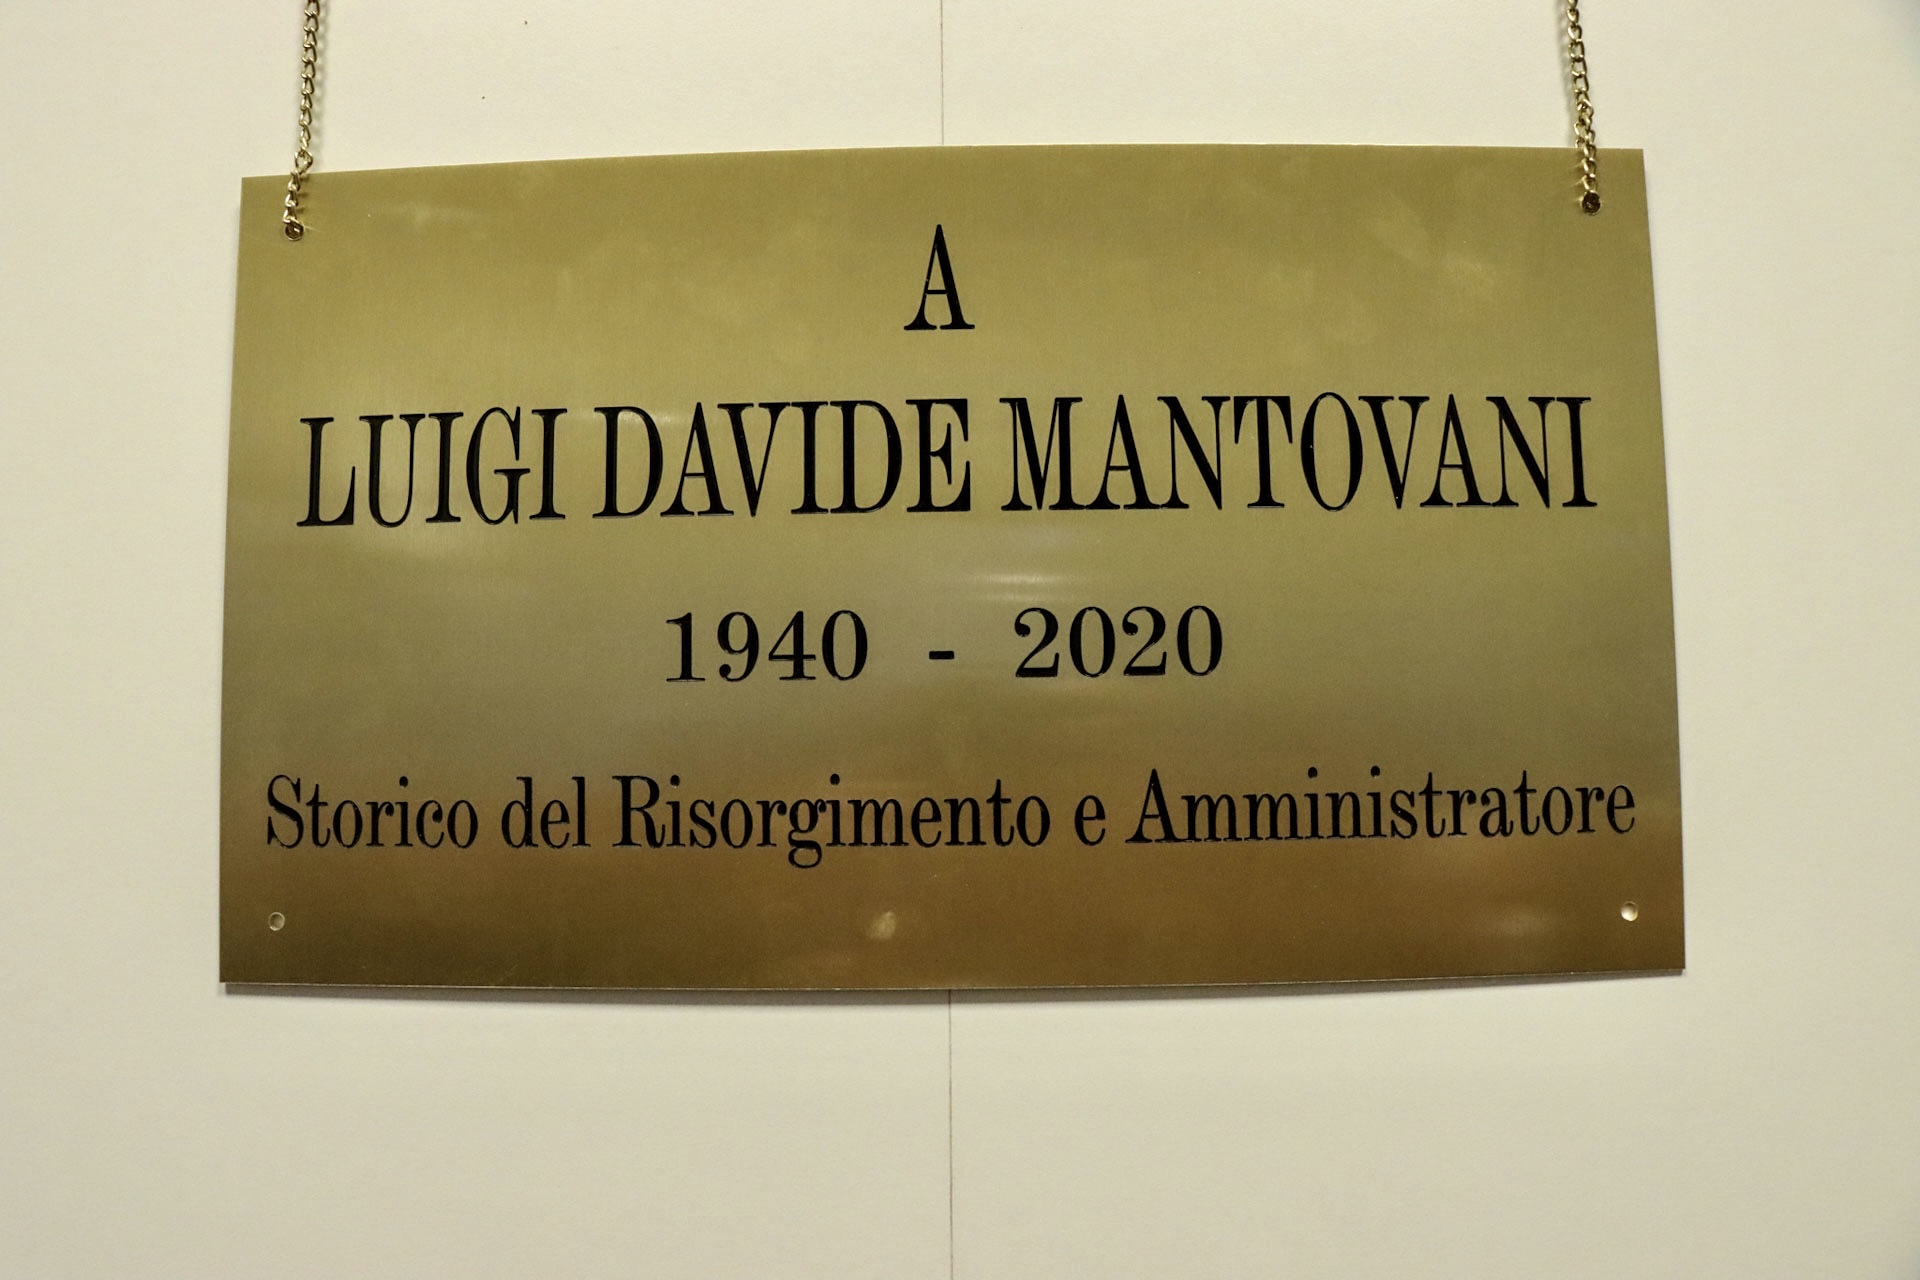 A
LUIGI DAVIDE MANTOVANI
1940 - 2020
Storico del Risorgimento e Amministratore